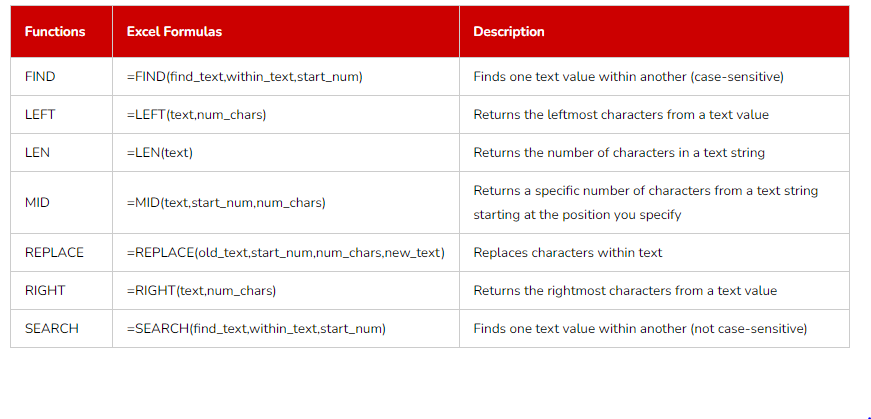 Functions Excel Formulas Description
FIND =FIND(find_text,within_text,start_num) Finds one text value within another (case-sensitive)
LEFT =LEFT(text,num_chars) Returns the leftmost characters from a text value
LEN =LEN(text) Returns the number of characters in a text string
MID =MID(text,start_num,num_chars) Returns a specific number of characters from a text string
starting at the position you specify
REPLACE =REPLACE(old_text,start_num,num_chars,new_text) Replaces characters within text
RIGHT =RIGHT(text,num_chars) Returns the rightmost characters from a text value
SEARCH =SEARCH(find_text,within_text,start_num) Finds one text value within another (not case-sensitive)